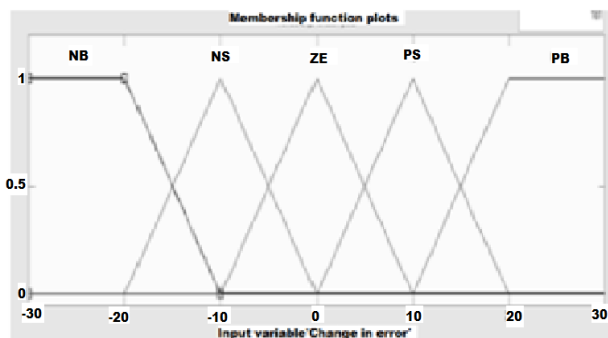 Membership function plots
NB NS ZE PS PB
1
0.5
0
-30 -20 -10 0 10 20 30
Input variable'Change in error'